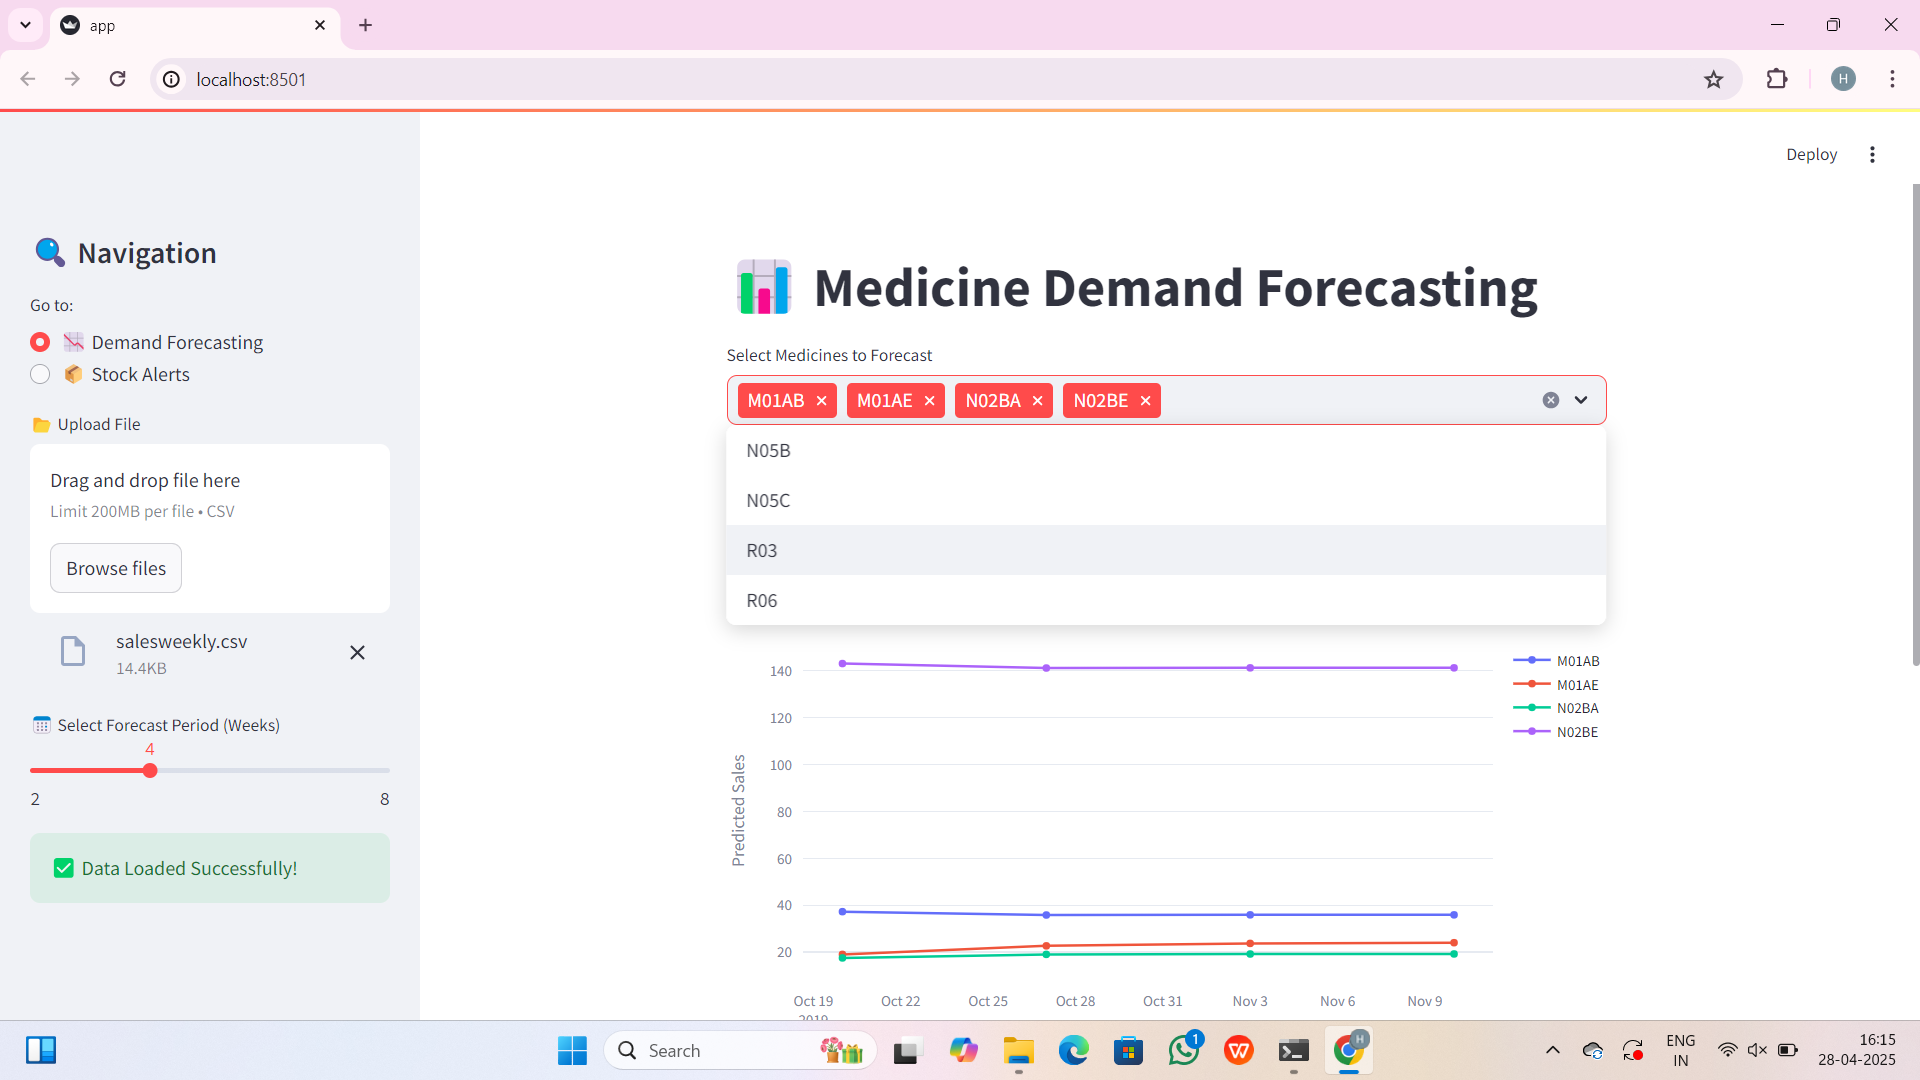 app
localhost:8501
H
Deploy
Navigation
Go to:
Demand Forecasting
Stock Alerts
Upload File
Drag and drop file here
Limit 200MB per file • CSV
Browse files
salesweekly.csv
14.4KB
Select Forecast Period (Weeks)
4
2 8
Data Loaded Successfully!
Medicine Demand Forecasting
Select Medicines to Forecast
M01AB M01AE N02BA N02BE
N05B
N05C
R03
R06
Predicted Sales
140
120
100
80
60
40
20
Oct 19 Oct 22 Oct 25 Oct 28 Oct 31 Nov 3 Nov 6 Nov 9
2019
M01AB
M01AE
N02BA
N02BE
Search
1
H
ENG
IN
16:15
28-04-2025